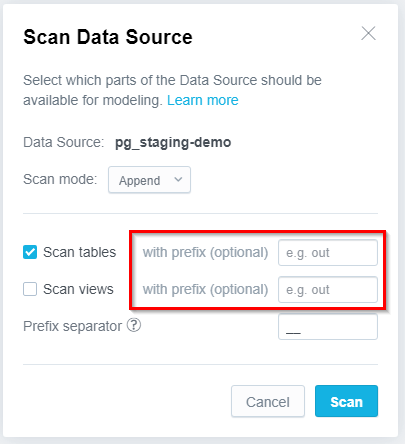 Scan Data Source
Select which parts of the Data Source should be
available for modeling. Learn more
Data Source: pg_staging-demo
Scan mode: Append
Scan tables with prefix (optional) e.g. out
Scan views with prefix (optional) e.g. out
Prefix separator ? __
Cancel Scan